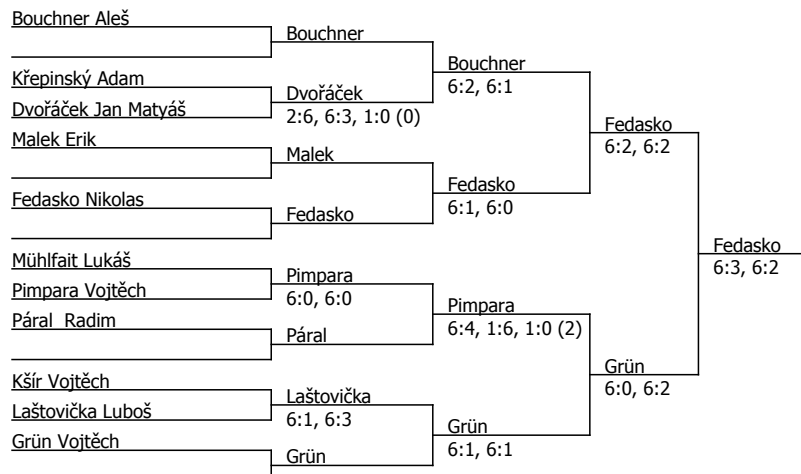 Bouchner Aleš
Bouchner
Bouchner
6:2, 6:1
Křepinský Adam
Dvořáček
Dvořáček Jan Matyáš
2:6, 6:3, 1:0 (0)
Fedasko
6:2, 6:2
Malek Erik
Malek
Fedasko
6:1, 6:0
Fedasko Nikolas
Fedasko
Fedasko
6:3, 6:2
Mühlfait Lukáš
Pimpara
Pimpara Vojtěch
6:0, 6:0
Pimpara
6:4, 1:6, 1:0 (2)
Páral  Radim
Páral
Grün
6:0, 6:2
Kšír Vojtěch
Laštovička
Laštovička Luboš
6:1, 6:3
Grün
6:1, 6:1
Grün Vojtěch
Grün